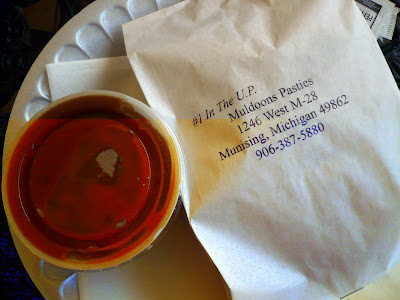 #1 In The U.P.
Muldoons Pasties
1246 West M-28
Munising, Michigan 49862
906-387-5880